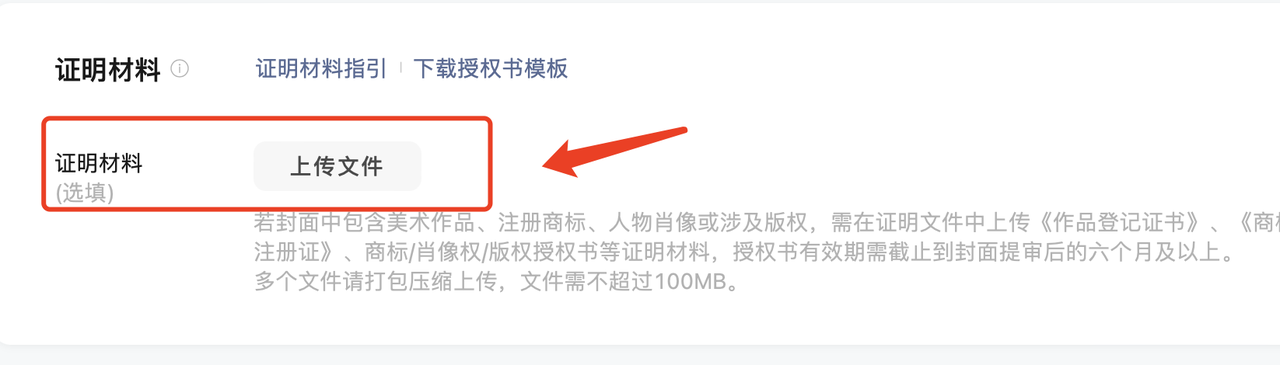 证明材料 证明材料指引 下载授权书模板
证明材料 上传文件
(选填)
若封面中包含美术作品、注册商标、人物肖像或涉及版权，需在证明文件中上传《作品登记证书》、《商标
注册证》、商标/肖像权/版权授权书等证明材料，授权书有效期需截止到封面提审后的六个月及以上。
多个文件请打包压缩上传，文件需不超过100MB。